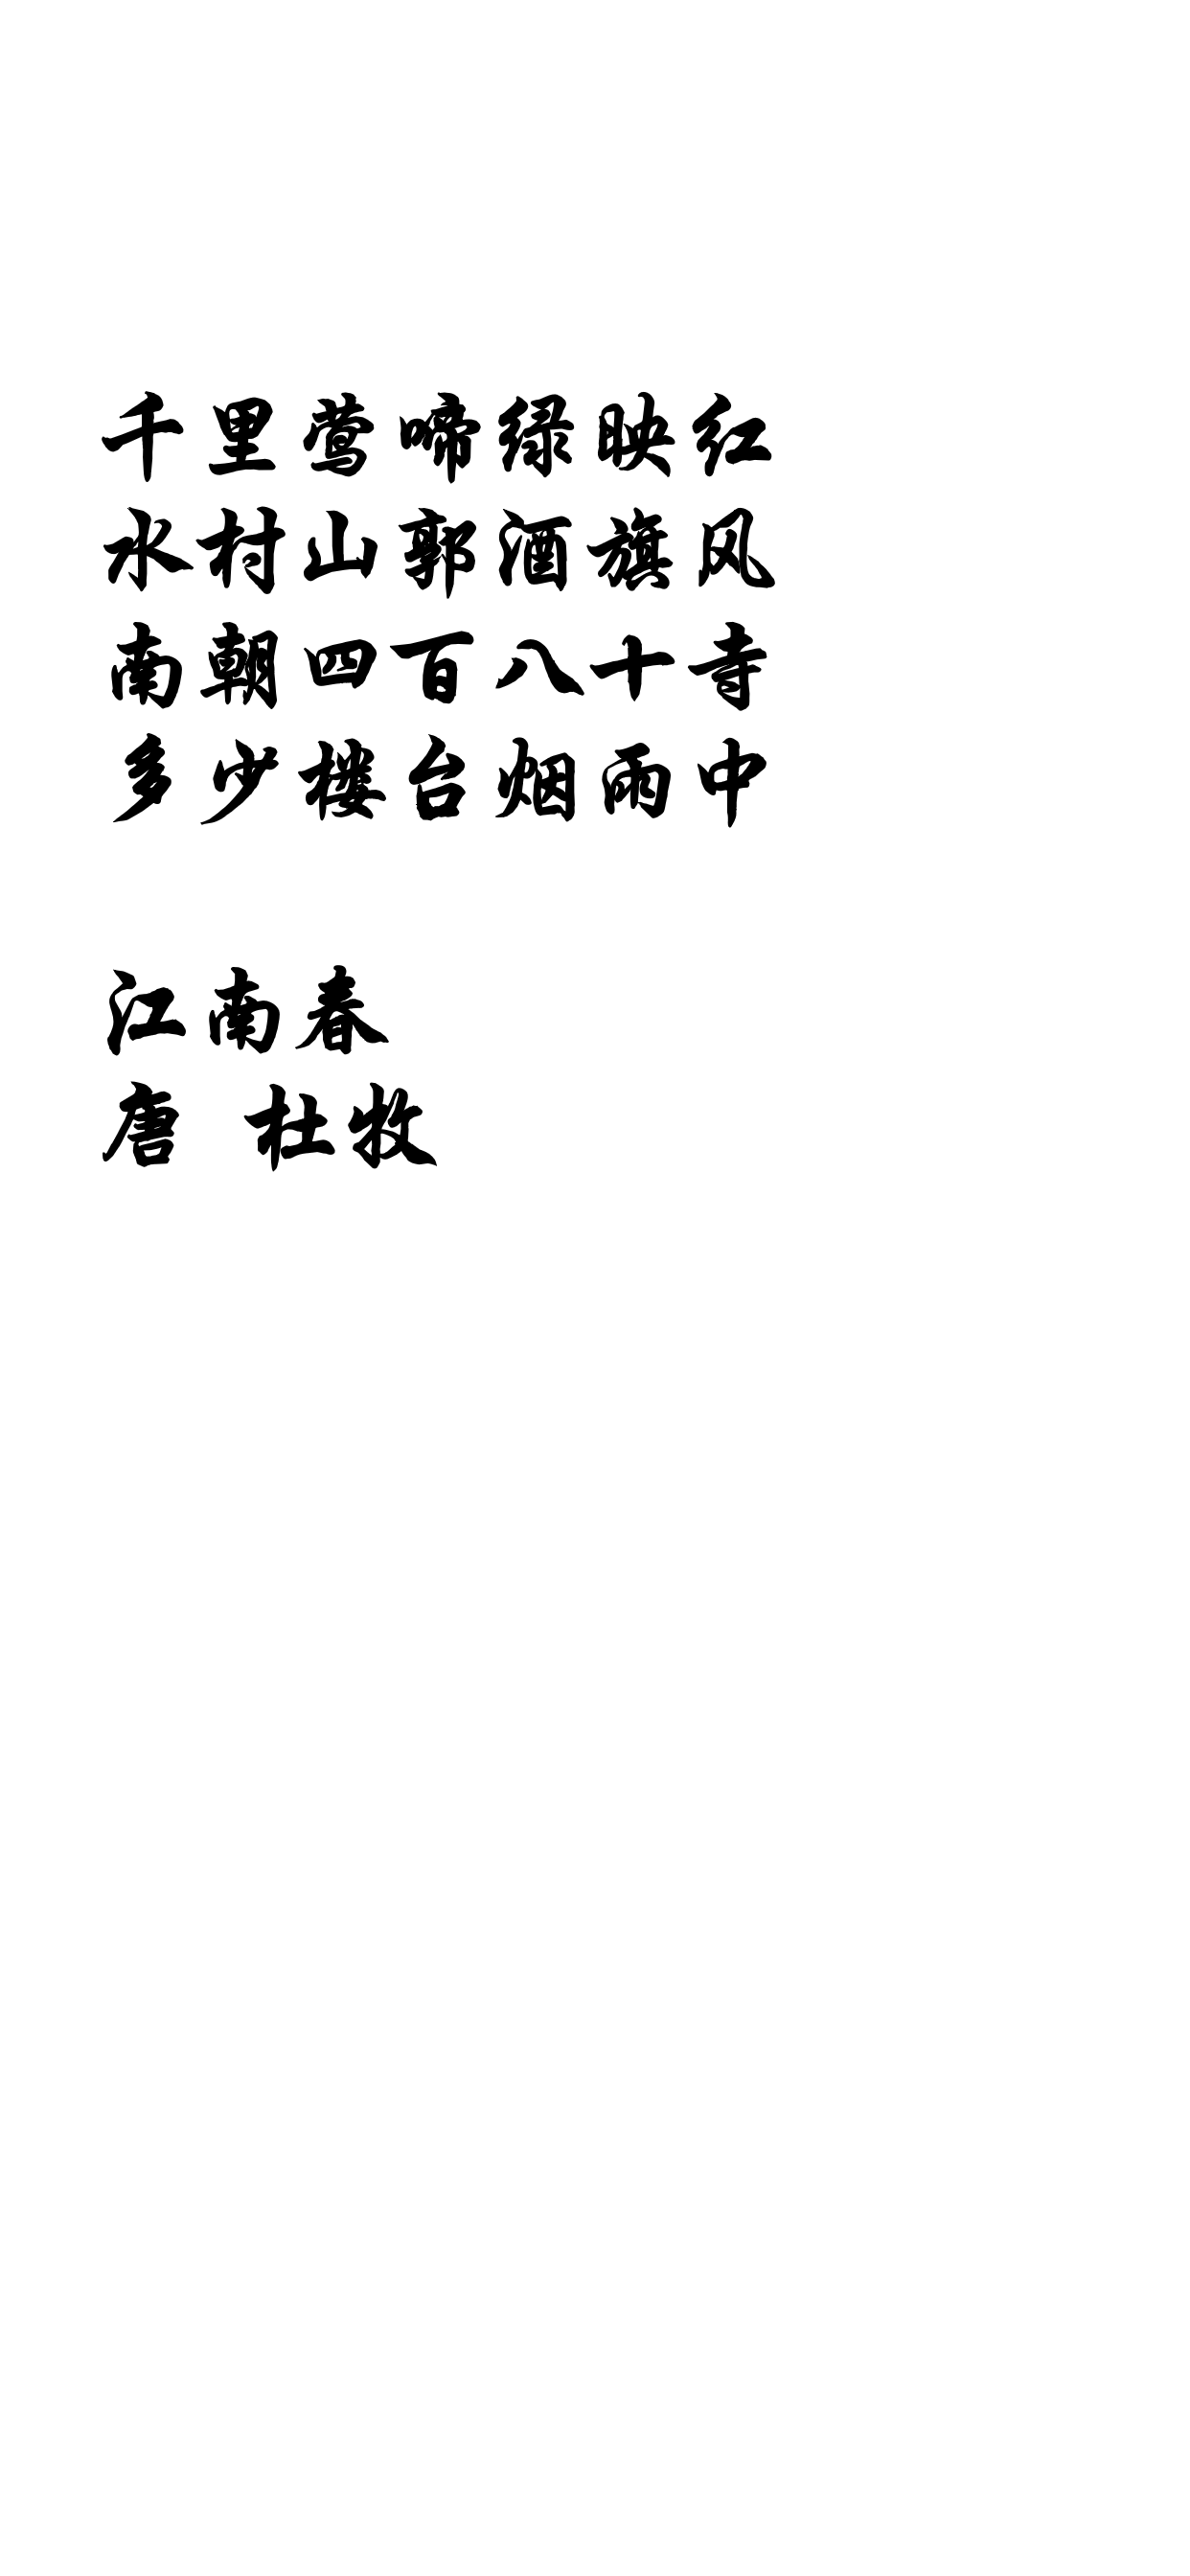 千里莺啼绿映红
水村山郭酒旗风
南朝四百八十寺
多少楼台烟雨中
江南春
唐 杜牧